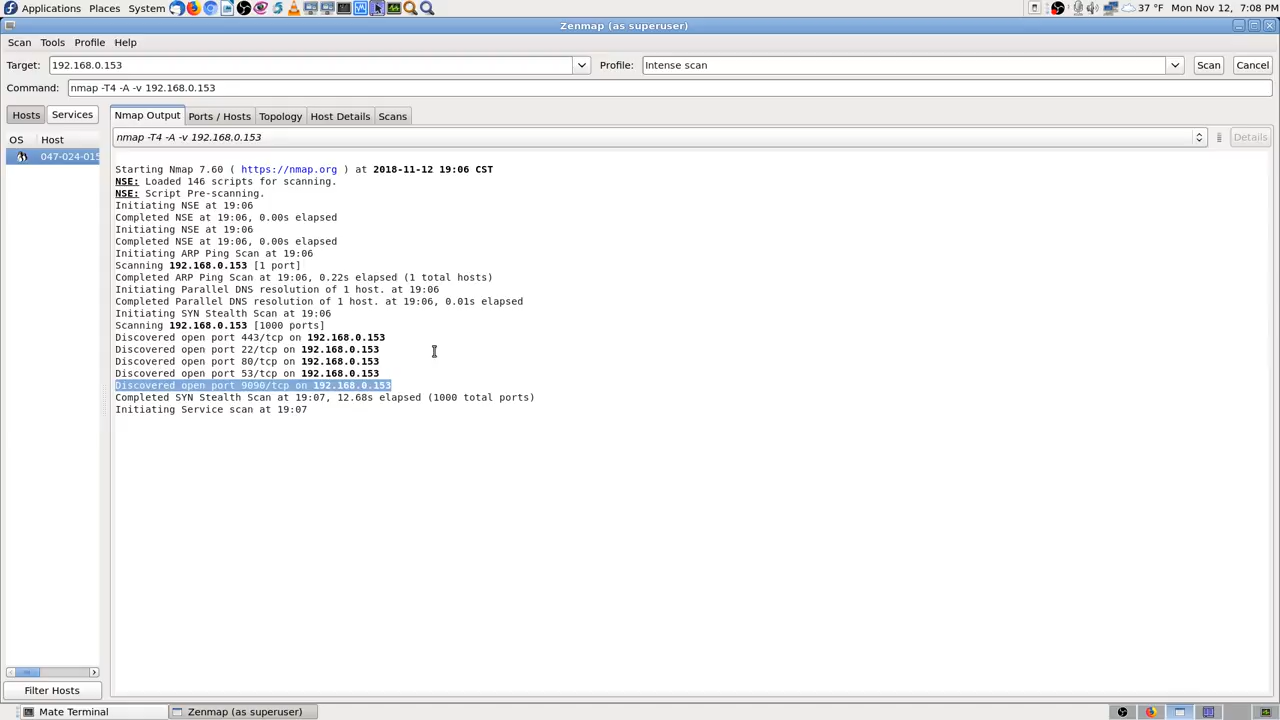 Applications Places System 37 °F Mon Nov 12, 7:08 PM
Zenmap (as superuser)
Scan Tools Profile Help
Target: 192.168.0.153 Profile: Intense scan Scan Cancel
Command: nmap -T4 -A -v 192.168.0.153
Hosts Services Nmap Output Ports / Hosts Topology Host Details Scans
OS Host
nmap -T4 -A -v 192.168.0.153 Details
047-024-015
Starting Nmap 7.60 ( https://nmap.org ) at 2018-11-12 19:06 CST
NSE: Loaded 146 scripts for scanning.
NSE: Script Pre-scanning.
Initiating NSE at 19:06
Completed NSE at 19:06, 0.00s elapsed
Initiating NSE at 19:06
Completed NSE at 19:06, 0.00s elapsed
Initiating ARP Ping Scan at 19:06
Scanning 192.168.0.153 [1 port]
Completed ARP Ping Scan at 19:06, 0.22s elapsed (1 total hosts)
Initiating Parallel DNS resolution of 1 host. at 19:06
Completed Parallel DNS resolution of 1 host. at 19:06, 0.01s elapsed
Initiating SYN Stealth Scan at 19:06
Scanning 192.168.0.153 [1000 ports]
Discovered open port 443/tcp on 192.168.0.153
Discovered open port 22/tcp on 192.168.0.153
Discovered open port 80/tcp on 192.168.0.153
Discovered open port 53/tcp on 192.168.0.153
Discovered open port 9090/tcp on 192.168.0.153
Completed SYN Stealth Scan at 19:07, 12.68s elapsed (1000 total ports)
Initiating Service scan at 19:07
Filter Hosts
Mate Terminal Zenmap (as superuser)